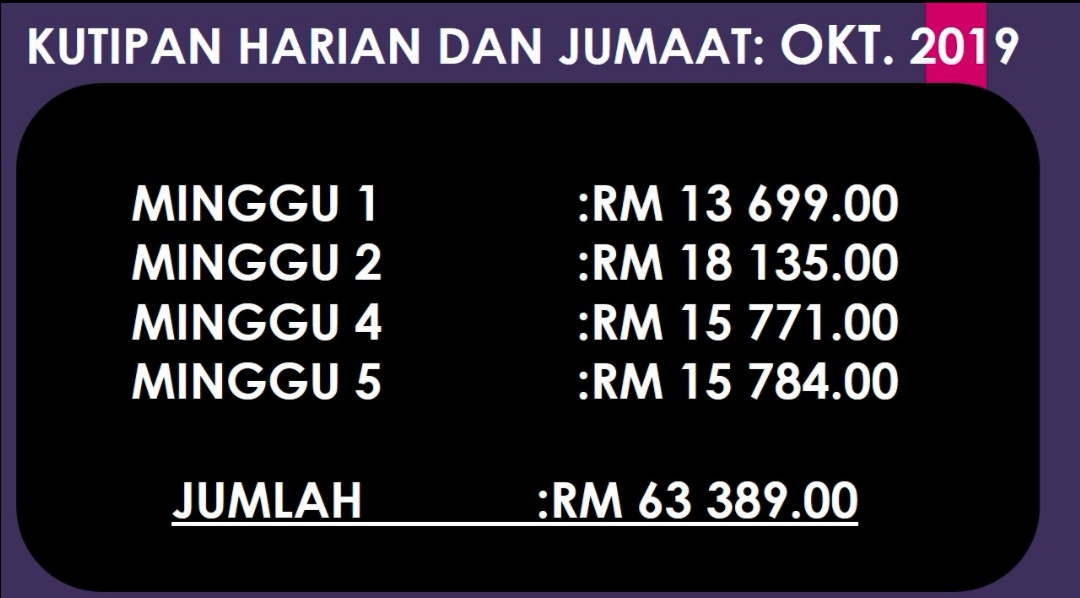 KUTIPAN HARIAN DAN JUMAAT: OKT. 2019
MINGGU 1 :RM 13 699.00
MINGGU 2 :RM 18 135.00
MINGGU 4 :RM 15 771.00
MINGGU 5 :RM 15 784.00
JUMLAH :RM 63 389.00